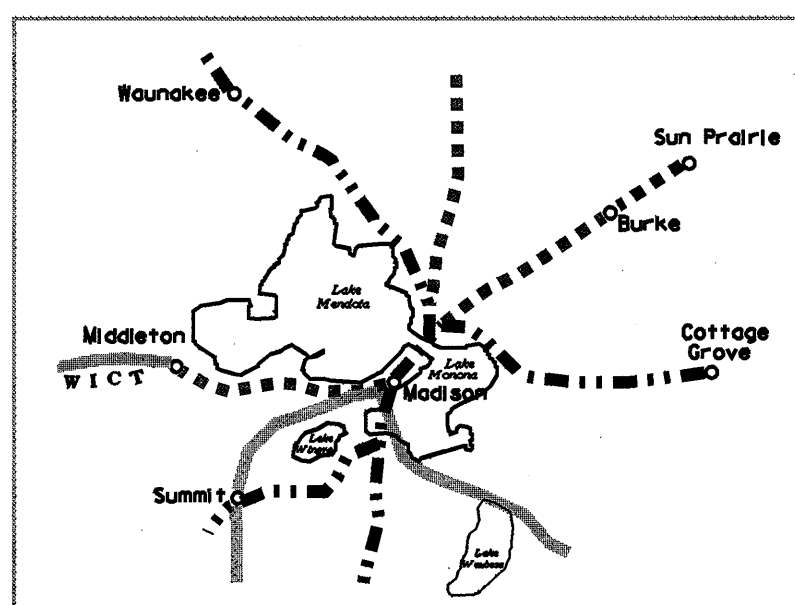 Waunakee
Sun Prairie
Burke
Lake
Mendota
Middleton
WICT
Cottage
Grove
Lake
Monona
Madison
Lake
Wingra
Summit
Lake
Waubesa